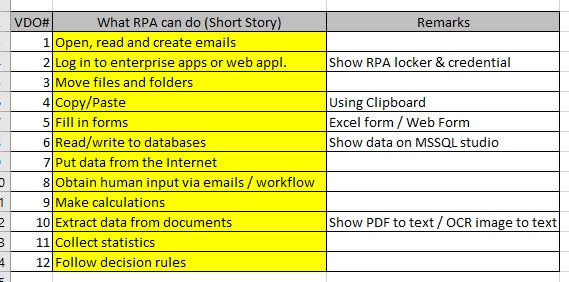 VDO# What RPA can do (Short Story) Remarks
1 Open, read and create emails
2 Log in to enterprise apps or web appl. Show RPA locker & credential
3 Move files and folders
4 Copy/Paste Using Clipboard
5 Fill in forms Excel form / Web Form
6 Read/write to databases Show data on MSSQL studio
7 Put data from the Internet
8 Obtain human input via emails / workflow
9 Make calculations
10 Extract data from documents Show PDF to text / OCR image to text
11 Collect statistics
12 Follow decision rules